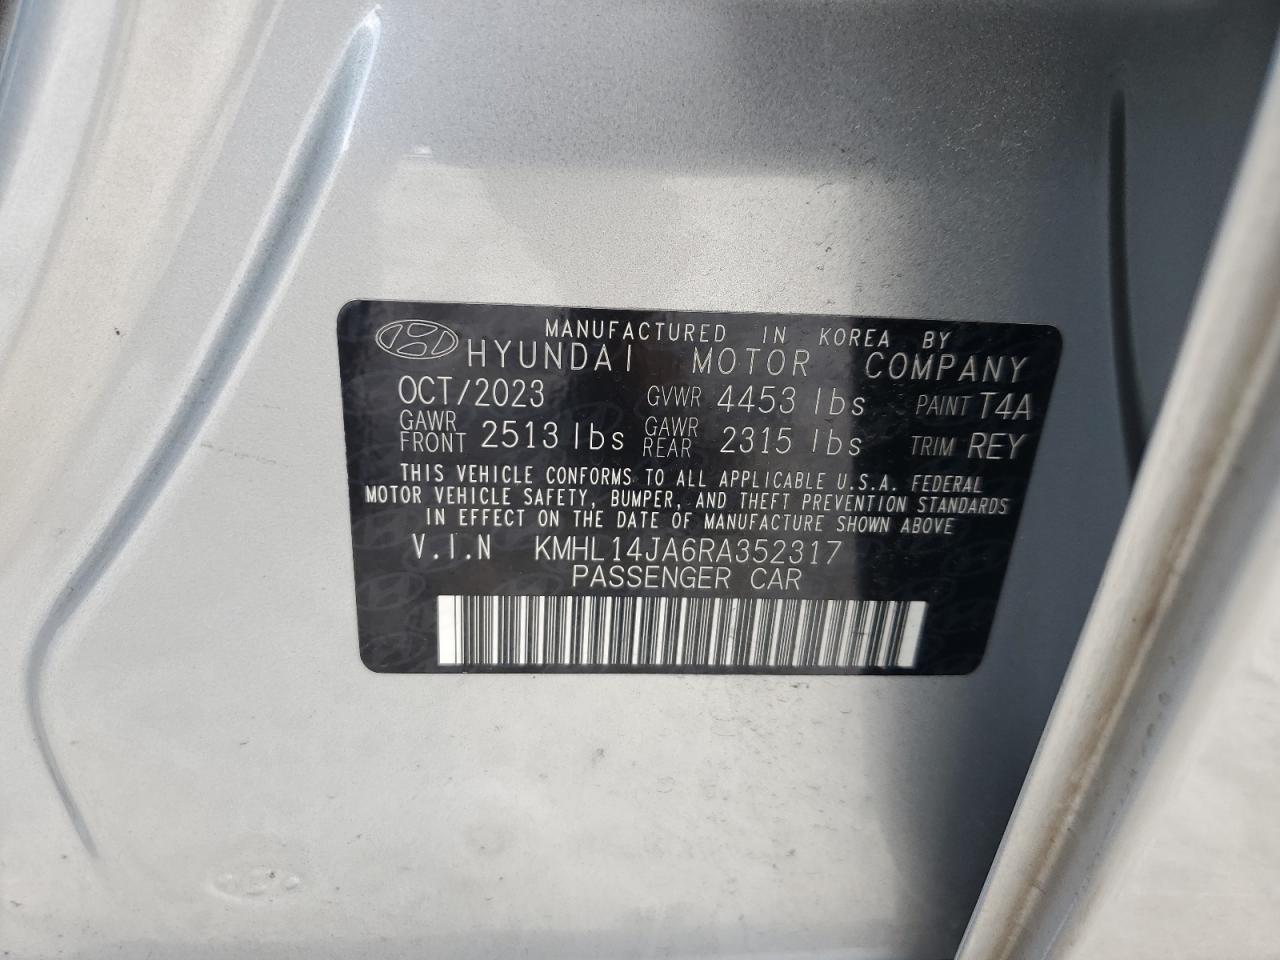 MANUFACTURED IN KOREA BY
HYUNDAI MOTOR COMPANY
OCT/2023 GVWR 4453 lbs PAINT T4A
GAWR FRONT 2513 lbs GAWR REAR 2315 lbs TRIM REY
THIS VEHICLE CONFORMS TO ALL APPLICABLE U.S.A. FEDERAL
MOTOR VEHICLE SAFETY, BUMPER, AND THEFT PREVENTION STANDARDS
IN EFFECT ON THE DATE OF MANUFACTURE SHOWN ABOVE
V.I.N KMHL14JA6RA352317
PASSENGER CAR